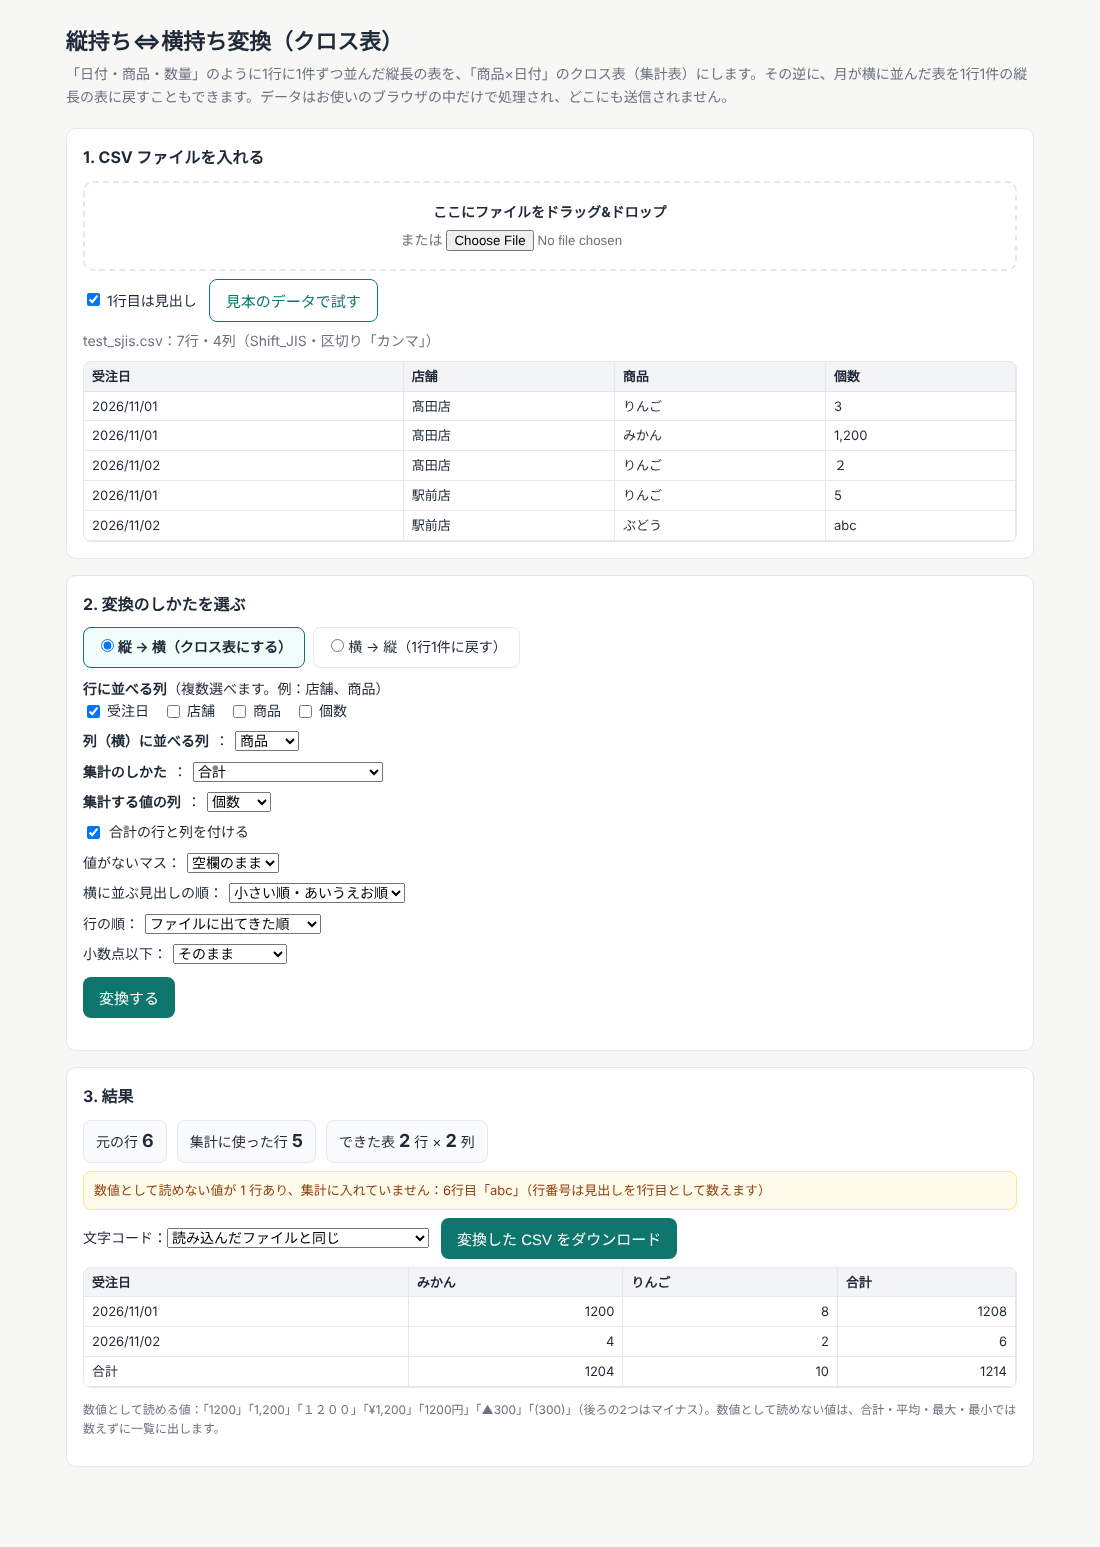 縦持ち⇔横持ち変換（クロス表）
「日付・商品・数量」のように1行に1件ずつ並んだ縦長の表を、「商品×日付」のクロス表（集計表）にします。その逆に、月が横に並んだ表を1行1件の縦
長の表に戻すこともできます。データはお使いのブラウザの中だけで処理され、どこにも送信されません。
1. CSV ファイルを入れる
ここにファイルをドラッグ&ドロップ
または Choose File No file chosen
1行目は見出し 見本のデータで試す
test_sjis.csv：7行・4列（Shift_JIS・区切り「カンマ」）
受注日 店舗 商品 個数
2026/11/01 髙田店 りんご 3
2026/11/01 髙田店 みかん 1,200
2026/11/02 髙田店 りんご ２
2026/11/01 駅前店 りんご 5
2026/11/02 駅前店 ぶどう abc
2. 変換のしかたを選ぶ
縦 → 横（クロス表にする） 横 → 縦（1行1件に戻す）
行に並べる列（複数選べます。例：店舗、商品）
受注日 店舗 商品 個数
列（横）に並べる列 ： 商品
集計のしかた ： 合計
集計する値の列 ： 個数
合計の行と列を付ける
値がないマス： 空欄のまま
横に並ぶ見出しの順： 小さい順・あいうえお順
行の順： ファイルに出てきた順
小数点以下： そのまま
変換する
3. 結果
元の行 6 集計に使った行 5 できた表 2 行 × 2 列
数値として読めない値が 1 行あり、集計に入れていません：6行目「abc」（行番号は見出しを1行目として数えます）
文字コード： 読み込んだファイルと同じ 変換した CSV をダウンロード
受注日 みかん りんご 合計
2026/11/01 1200 8 1208
2026/11/02 4 2 6
合計 1204 10 1214
数値として読める値：「1200」「1,200」「１２００」「¥1,200」「1200円」「▲300」「(300)」（後ろの2つはマイナス）。数値として読めない値は、合計・平均・最大・最小では
数えずに一覧に出します。